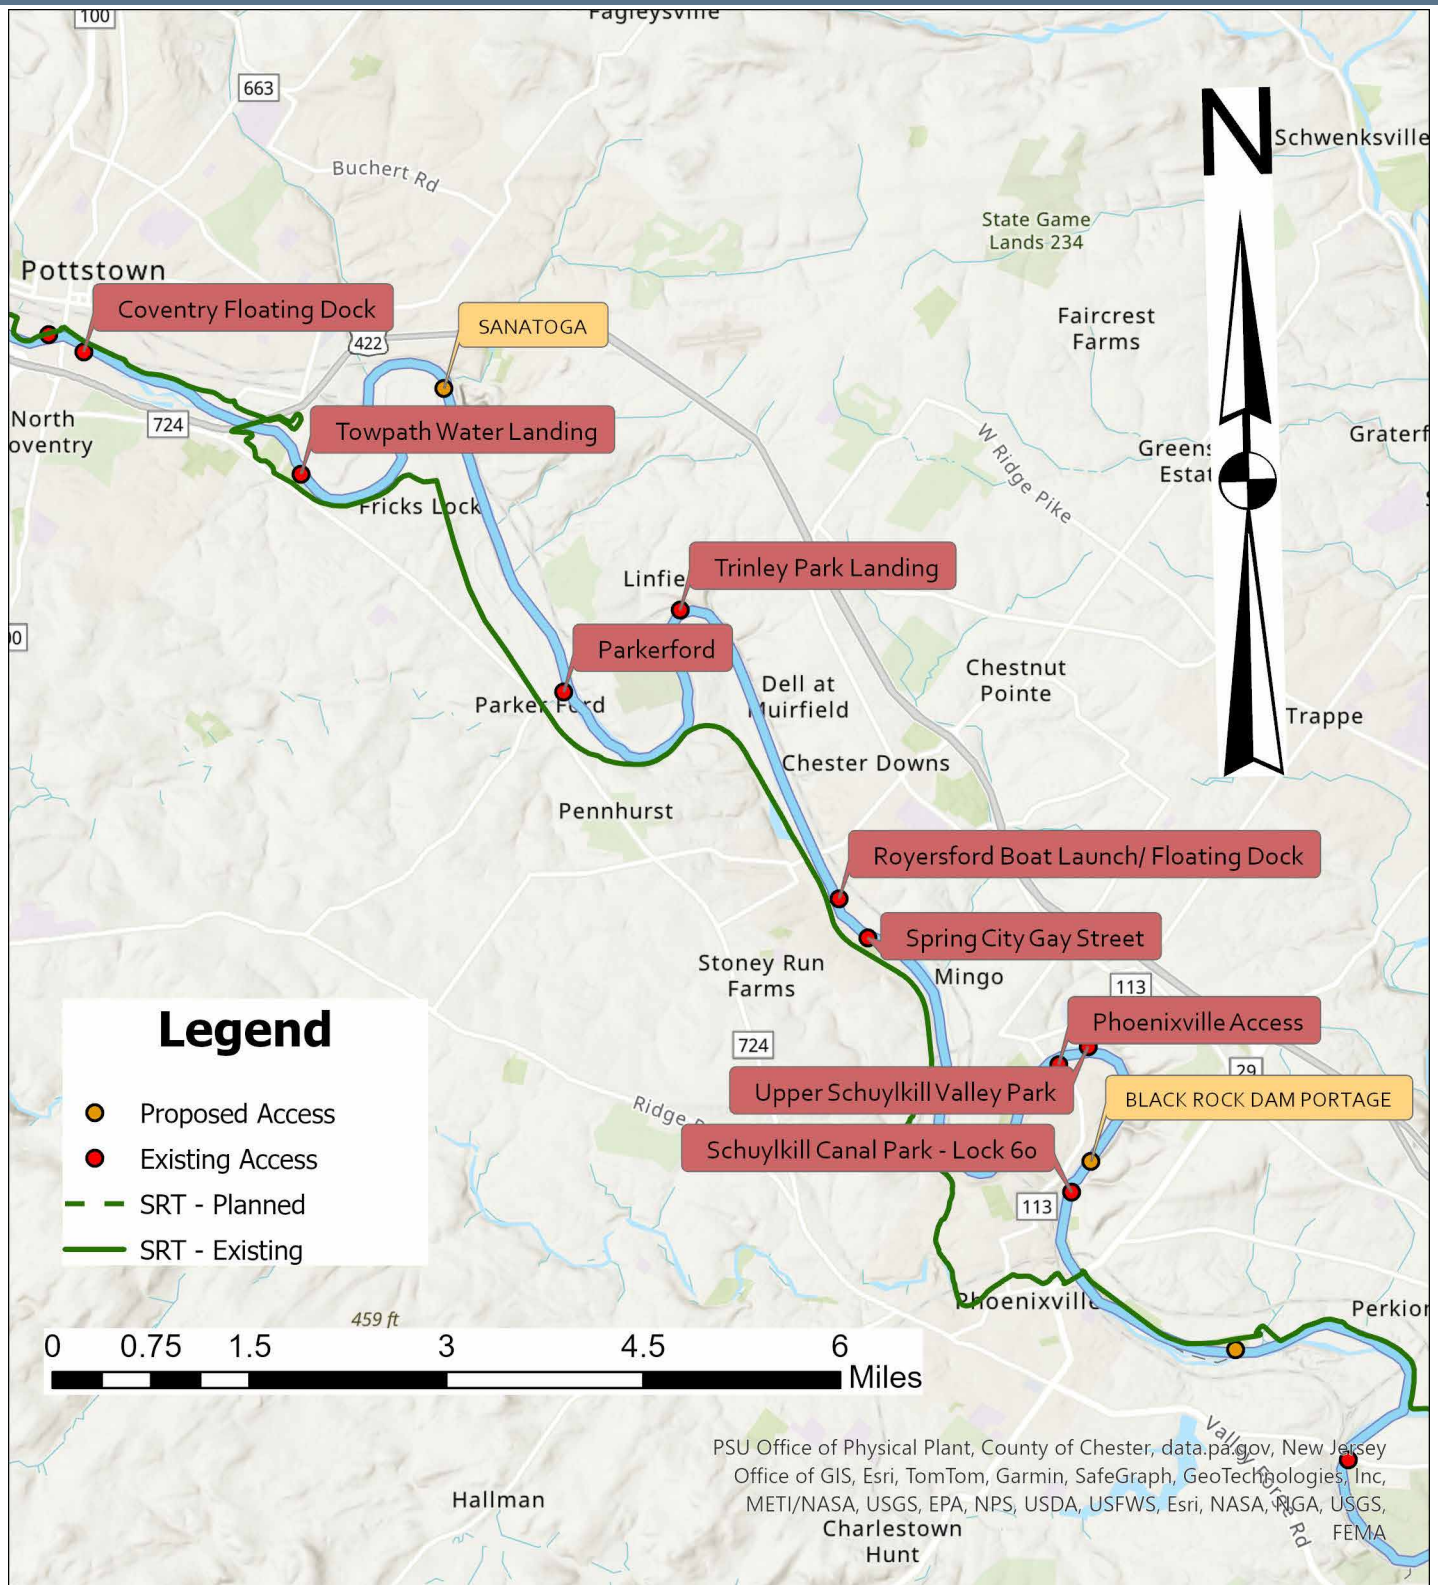 100
Fagleysville
663
N
Schwenksville
Buchert Rd
State Game
Lands 234
Pottstown
Coventry Floating Dock
SANATOGA
Faircrest
Farms
422
North
oventry
724
Towpath Water Landing
W Ridge Pike
Greens
Estat
Graterf
Fricks Lock
Linfie
Trinley Park Landing
00
Parkerford
Parker Ford
Dell at
Muirfield
Chestnut
Pointe
Trappe
Chester Downs
Pennhurst
Royersford Boat Launch/ Floating Dock
Spring City Gay Street
Stoney Run
Farms
Mingo
113
Phoenixville Access
724
29
Upper Schuylkill Valley Park
BLACK ROCK DAM PORTAGE
Ridge
Schuylkill Canal Park - Lock 60
113
Legend
Proposed Access
Existing Access
SRT - Planned
SRT - Existing
Phoenixville
Perkior
459 ft
0 0.75 1.5 3 4.5 6
Miles
Valley Forge Rd
PSU Office of Physical Plant, County of Chester, data.pa.gov, New Jersey
Office of GIS, Esri, TomTom, Garmin, SafeGraph, GeoTechnologies, Inc,
METI/NASA, USGS, EPA, NPS, USDA, USFWS, Esri, NASA, NGA, USGS,
FEMA
Hallman
Charlestown
Hunt